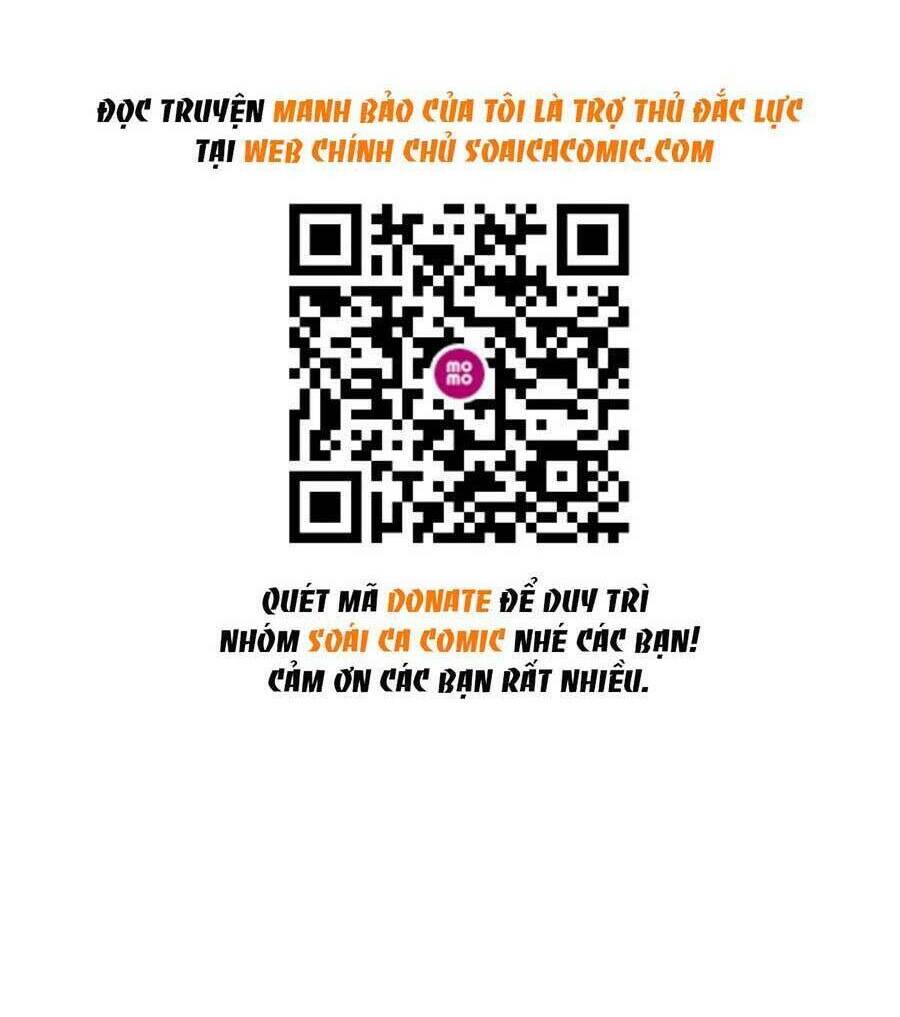 ĐỌC TRUYỆN MANH BẢO CỦA TÔI LÀ TRỢ THỦ ĐẮC LỰC
TẠI WEB CHÍNH CHỦ SOAICACOMIC.COM
mo
mo
QUÉT MÃ DONATE ĐỂ DUY TRÌ
NHÓM SOÁI CA COMIC NHÉ CÁC BẠN!
CẢM ƠN CÁC BẠN RẤT NHIỀU.